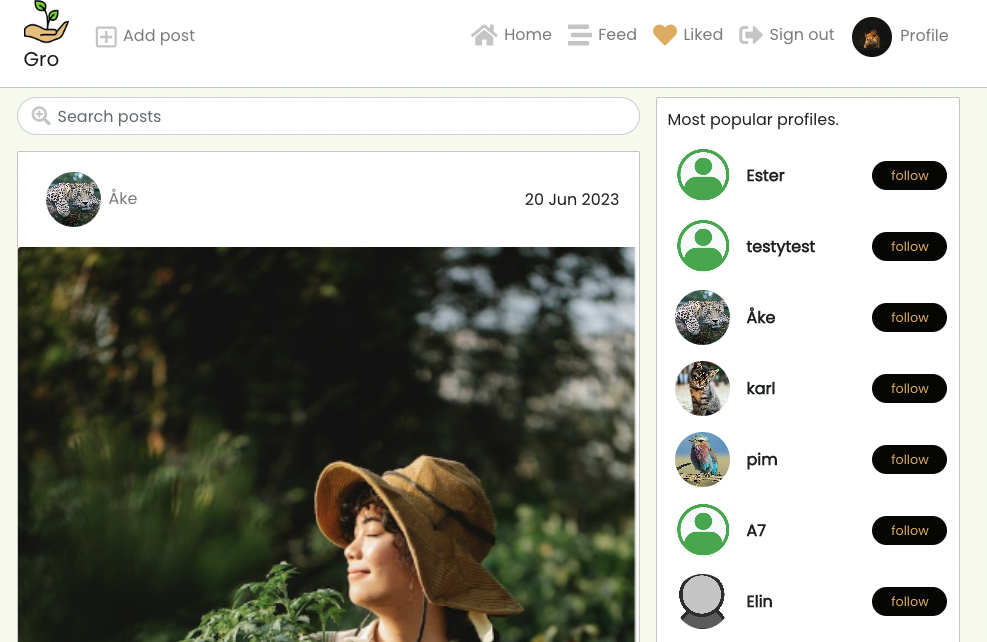 Gro
Add post
Home
Feed
Liked
Sign out
Profile
Search posts
Åke
20 Jun 2023
Most popular profiles.
Ester
follow
testytest
follow
Åke
follow
karl
follow
pim
follow
A7
follow
Elin
follow